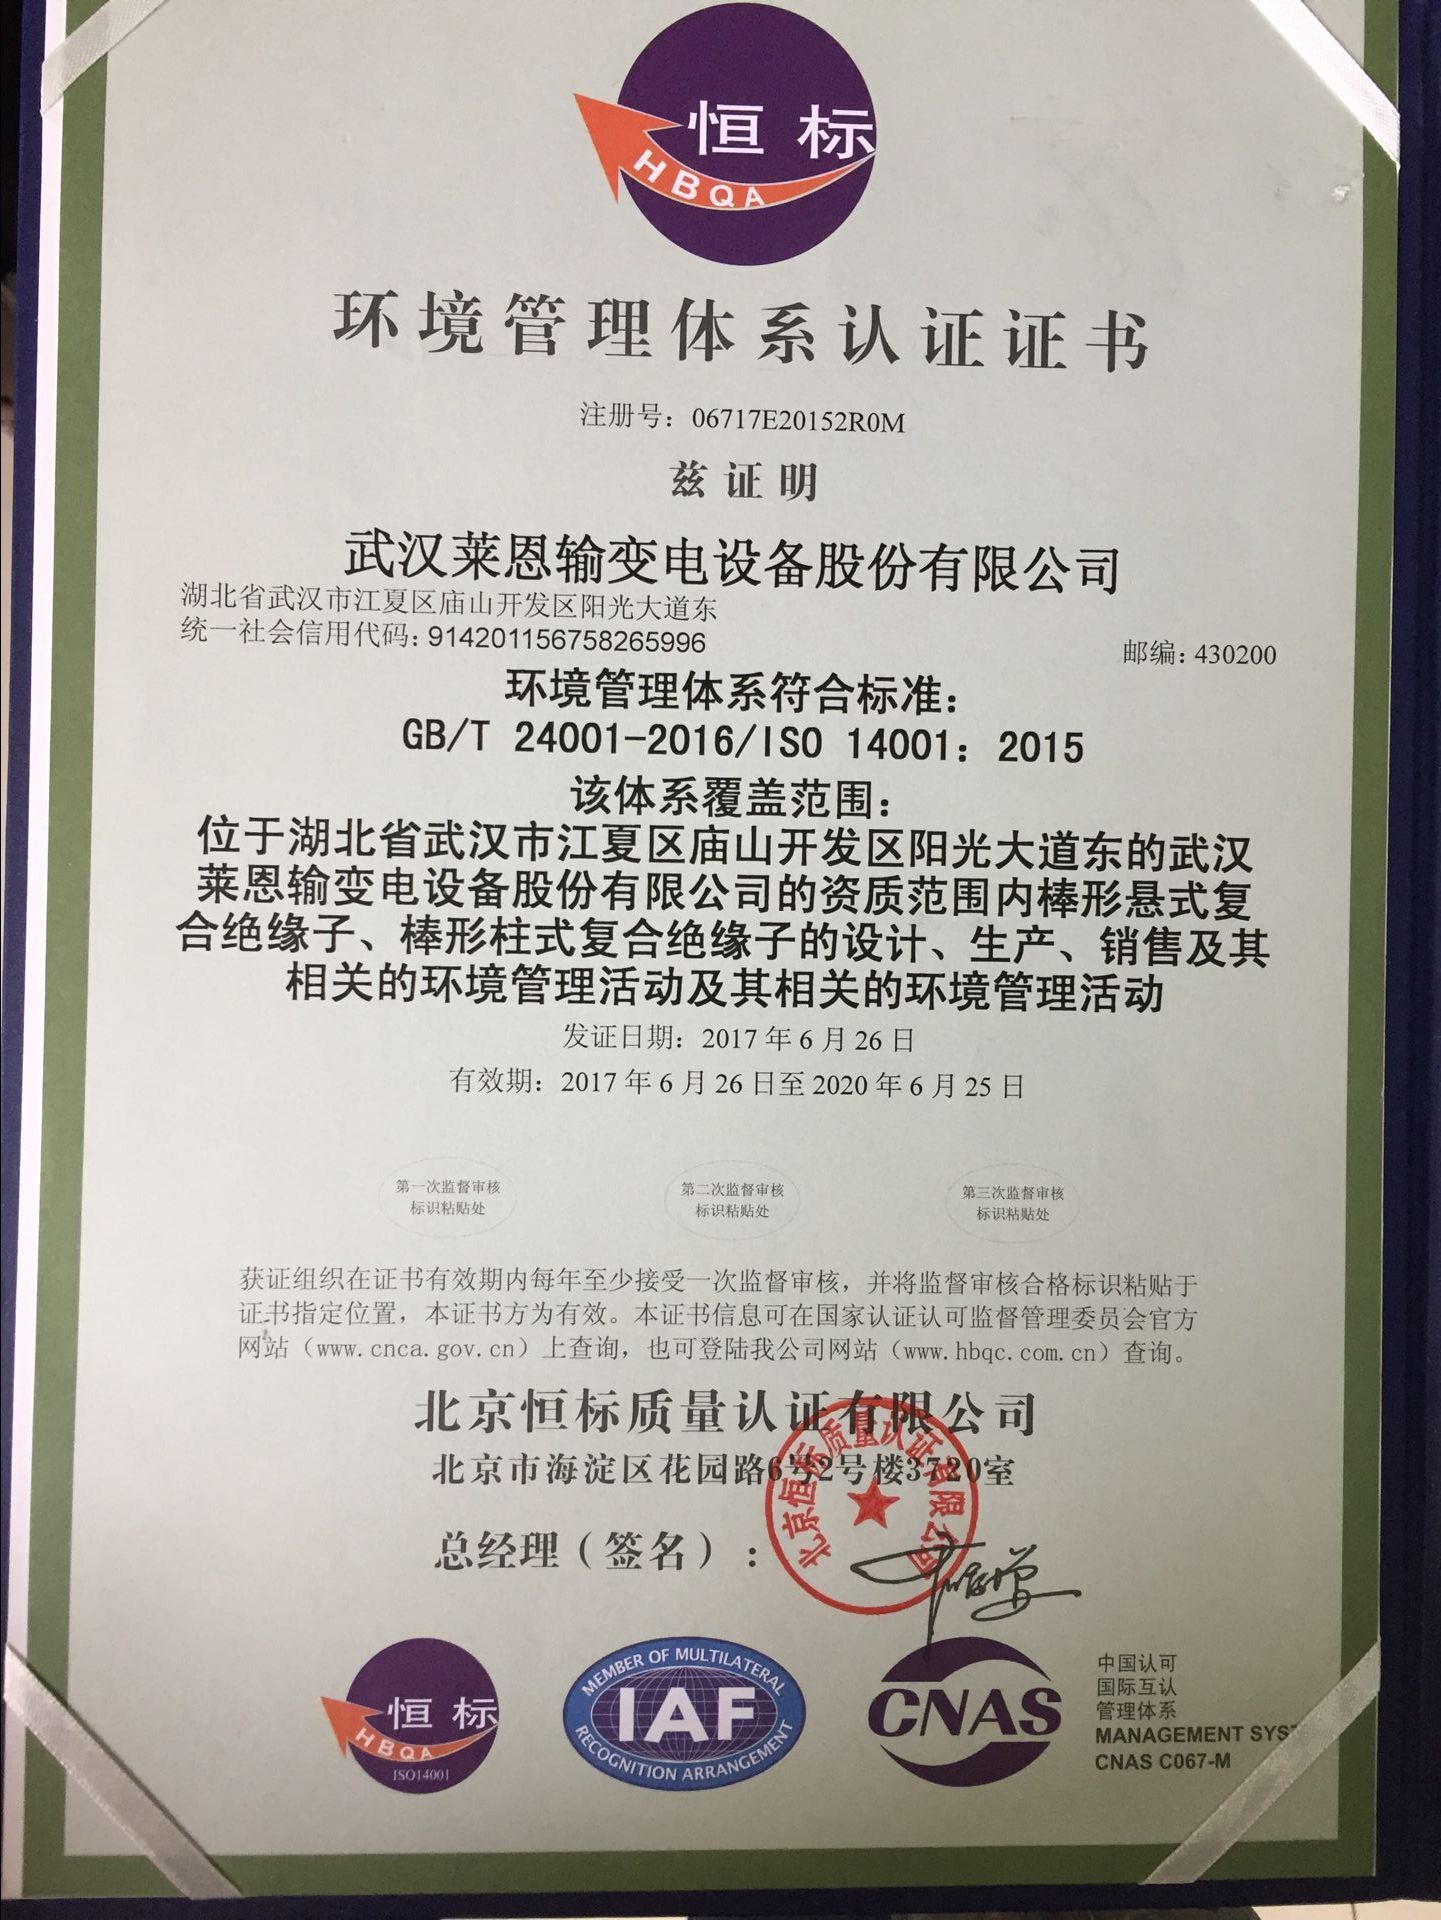 恒标
HBQA
环境管理体系认证证书
注册号：06717E20152R0M
兹证明
武汉莱恩输变电设备股份有限公司
湖北省武汉市江夏区庙山开发区阳光大道东
统一社会信用代码：914201156758265996
邮编：430200
环境管理体系符合标准：
GB/T 24001-2016/ISO 14001：2015
该体系覆盖范围：
位于湖北省武汉市江夏区庙山开发区阳光大道东的武汉
莱恩输变电设备股份有限公司的资质范围内棒形悬式复
合绝缘子、棒形柱式复合绝缘子的设计、生产、销售及其
相关的环境管理活动及其相关的环境管理活动
发证日期：2017 年 6 月 26 日
有效期：2017 年 6 月 26 日至 2020 年 6 月 25 日
第一次监督审核
标识粘贴处
第二次监督审核
标识粘贴处
第三次监督审核
标识粘贴处
获证组织在证书有效期内每年至少接受一次监督审核，并将监督审核合格标识粘贴于
证书指定位置，本证书方为有效。本证书信息可在国家认证认可监督管理委员会官方
网站（www.cnca.gov.cn）上查询，也可登陆我公司网站（www.hbqc.com.cn）查询。
北京恒标质量认证有限公司
北京市海淀区花园路6号2号楼3720室
北京恒标质量认证有限公司
总经理（签名）：
恒标
HBQA
ISO14001
MEMBER OF MULTILATERAL
IAF
RECOGNITION ARRANGEMENT
CNAS
中国认可
国际互认
管理体系
MANAGEMENT SYST
CNAS C067-M